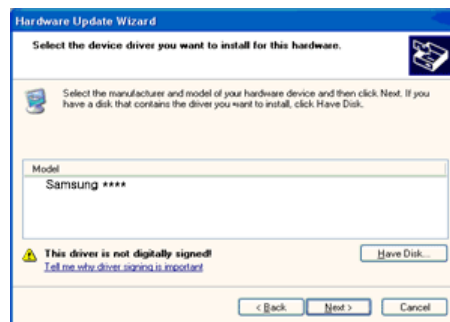 Hardware Update Wizard
Select the device driver you want to install for this hardware.
Select the manufacturer and model of your hardware device and then click Next. If you
have a disk that contains the driver you want to install, click Have Disk.
Model
Samsung ****
This driver is not digitally signed!
Tell me why driver signing is important
Have Disk...
< Back
Next >
Cancel